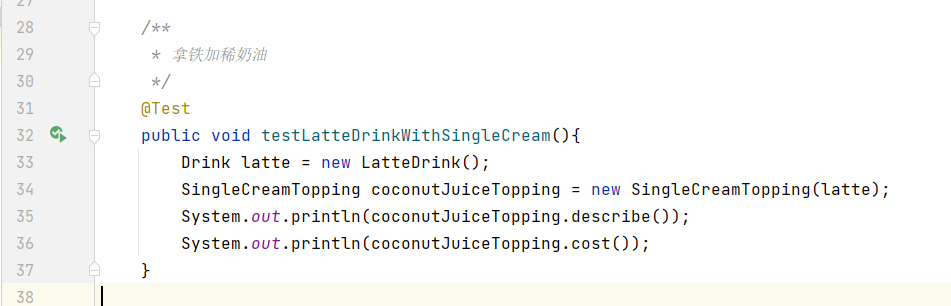 27
28 /**
29 * 拿铁加稀奶油
30 */
31 @Test
32 public void testLatteDrinkWithSingleCream(){
33 Drink latte = new LatteDrink();
34 SingleCreamTopping coconutJuiceTopping = new SingleCreamTopping(latte);
35 System.out.println(coconutJuiceTopping.describe());
36 System.out.println(coconutJuiceTopping.cost());
37 }
38